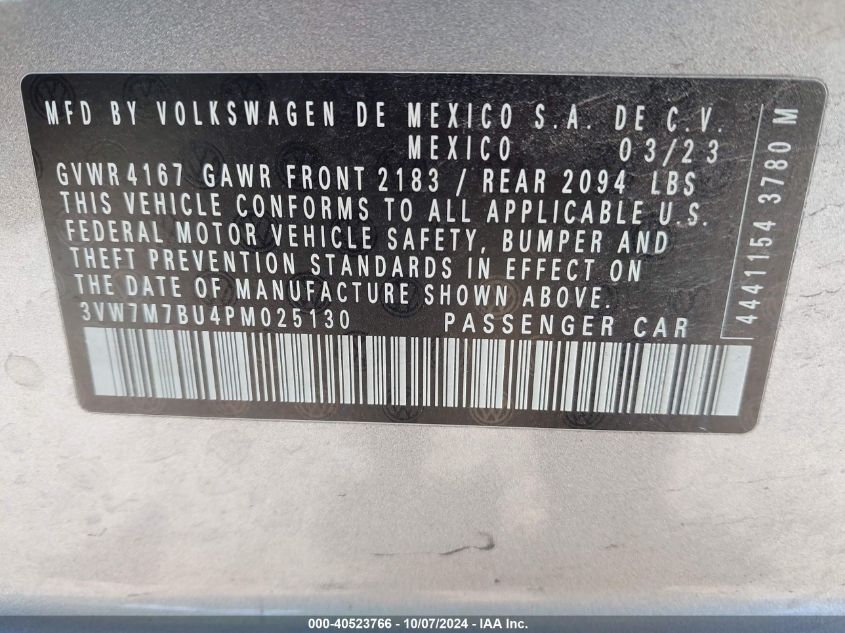 MFD BY VOLKSWAGEN DE MEXICO S.A. DE C.V.
MEXICO 03/23
GVWR 4167 GAWR FRONT 2183 / REAR 2094 LBS
THIS VEHICLE CONFORMS TO ALL APPLICABLE U.S.
FEDERAL MOTOR VEHICLE SAFETY, BUMPER AND
THEFT PREVENTION STANDARDS IN EFFECT ON
THE DATE OF MANUFACTURE SHOWN ABOVE.
3VW7M7BU4PM025130 PASSENGER CAR
4441154 3780 M
000-40523766 - 10/07/2024 - IAA Inc.